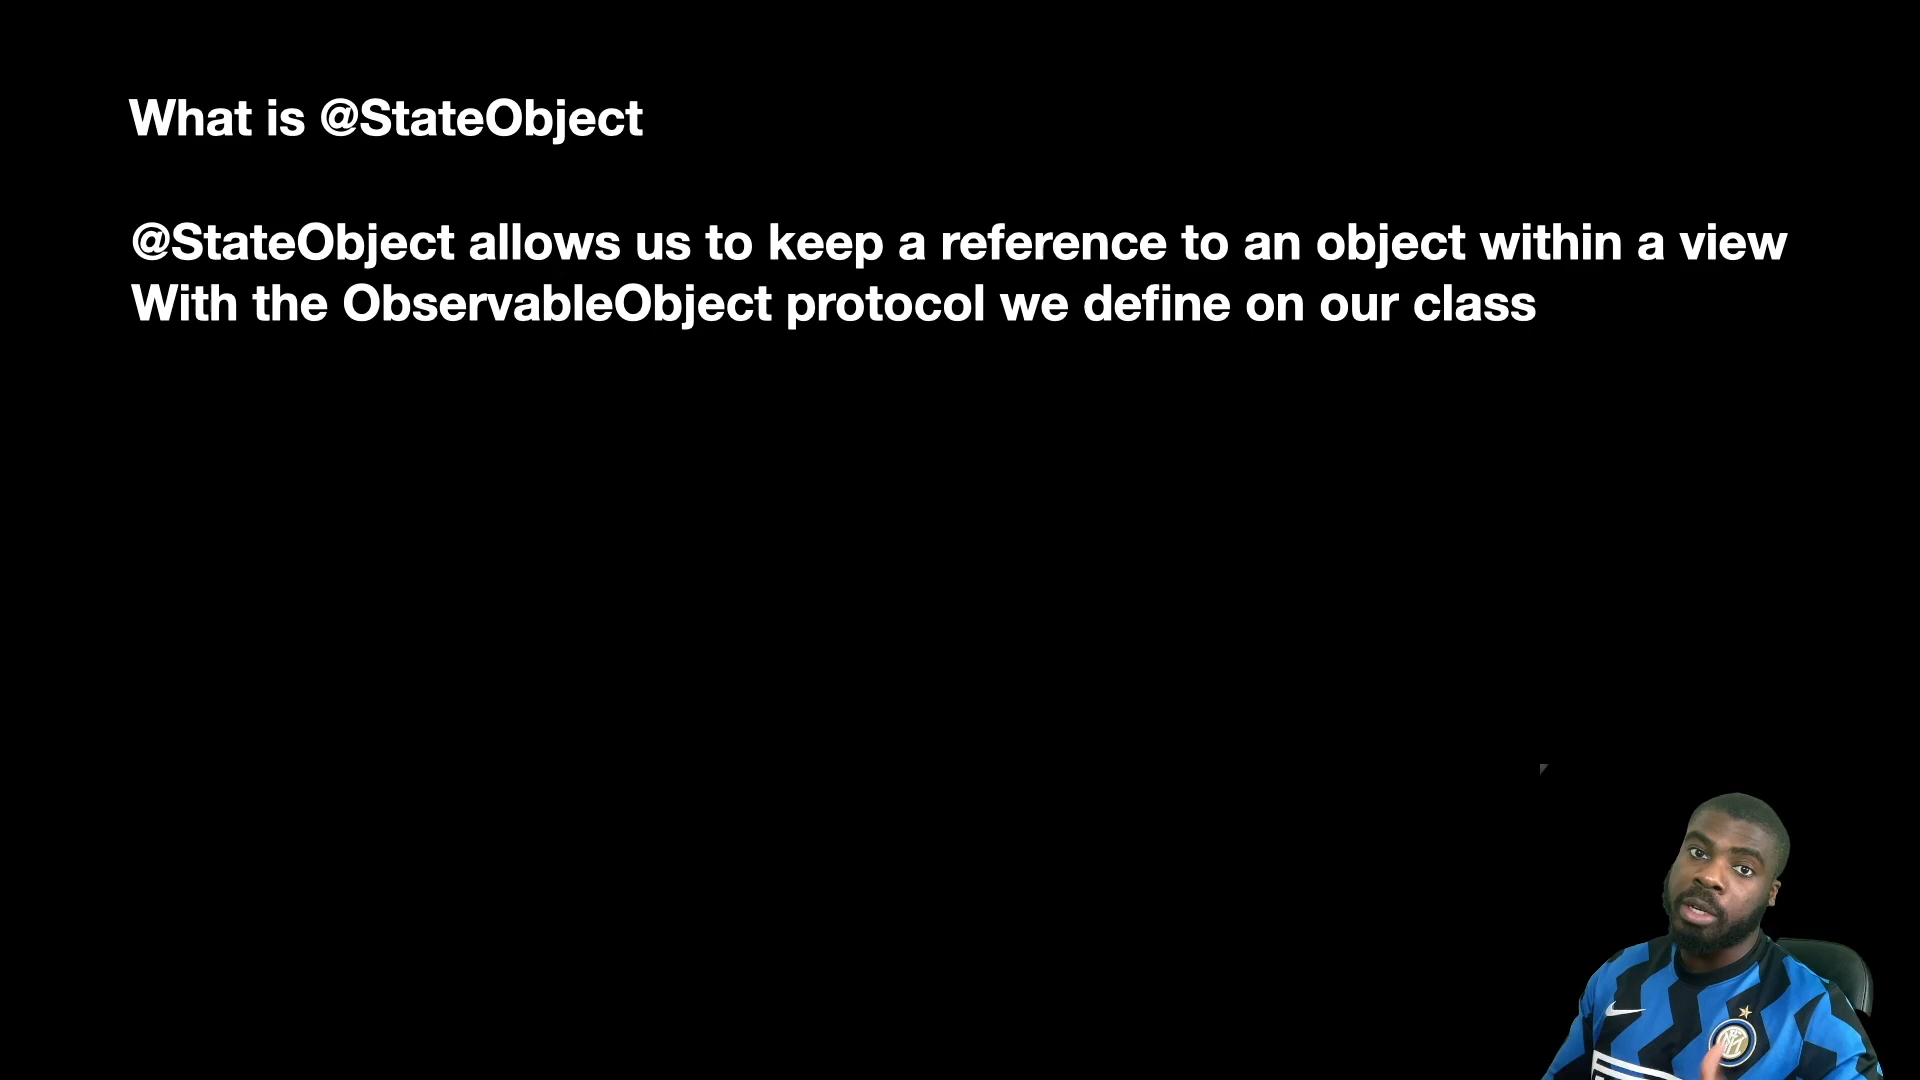 What is @StateObject
@StateObject allows us to keep a reference to an object within a view
With the ObservableObject protocol we define on our class